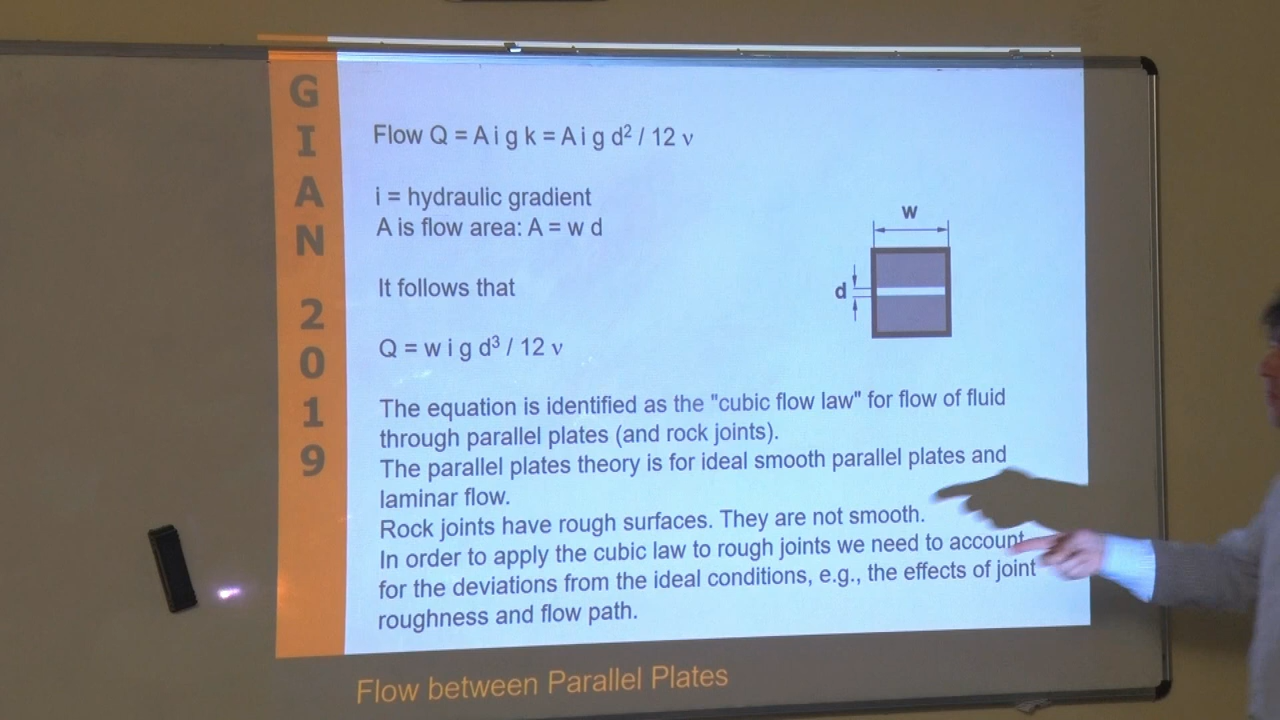 GIAN 2019
Flow Q = A i g k = A i g d² / 12 ν
i = hydraulic gradient
A is flow area: A = w d
It follows that
Q = w i g d³ / 12 ν
w
d
The equation is identified as the "cubic flow law" for flow of fluid
through parallel plates (and rock joints).
The parallel plates theory is for ideal smooth parallel plates and
laminar flow.
Rock joints have rough surfaces. They are not smooth.
In order to apply the cubic law to rough joints we need to account
for the deviations from the ideal conditions, e.g., the effects of joint
roughness and flow path.
Flow between Parallel Plates